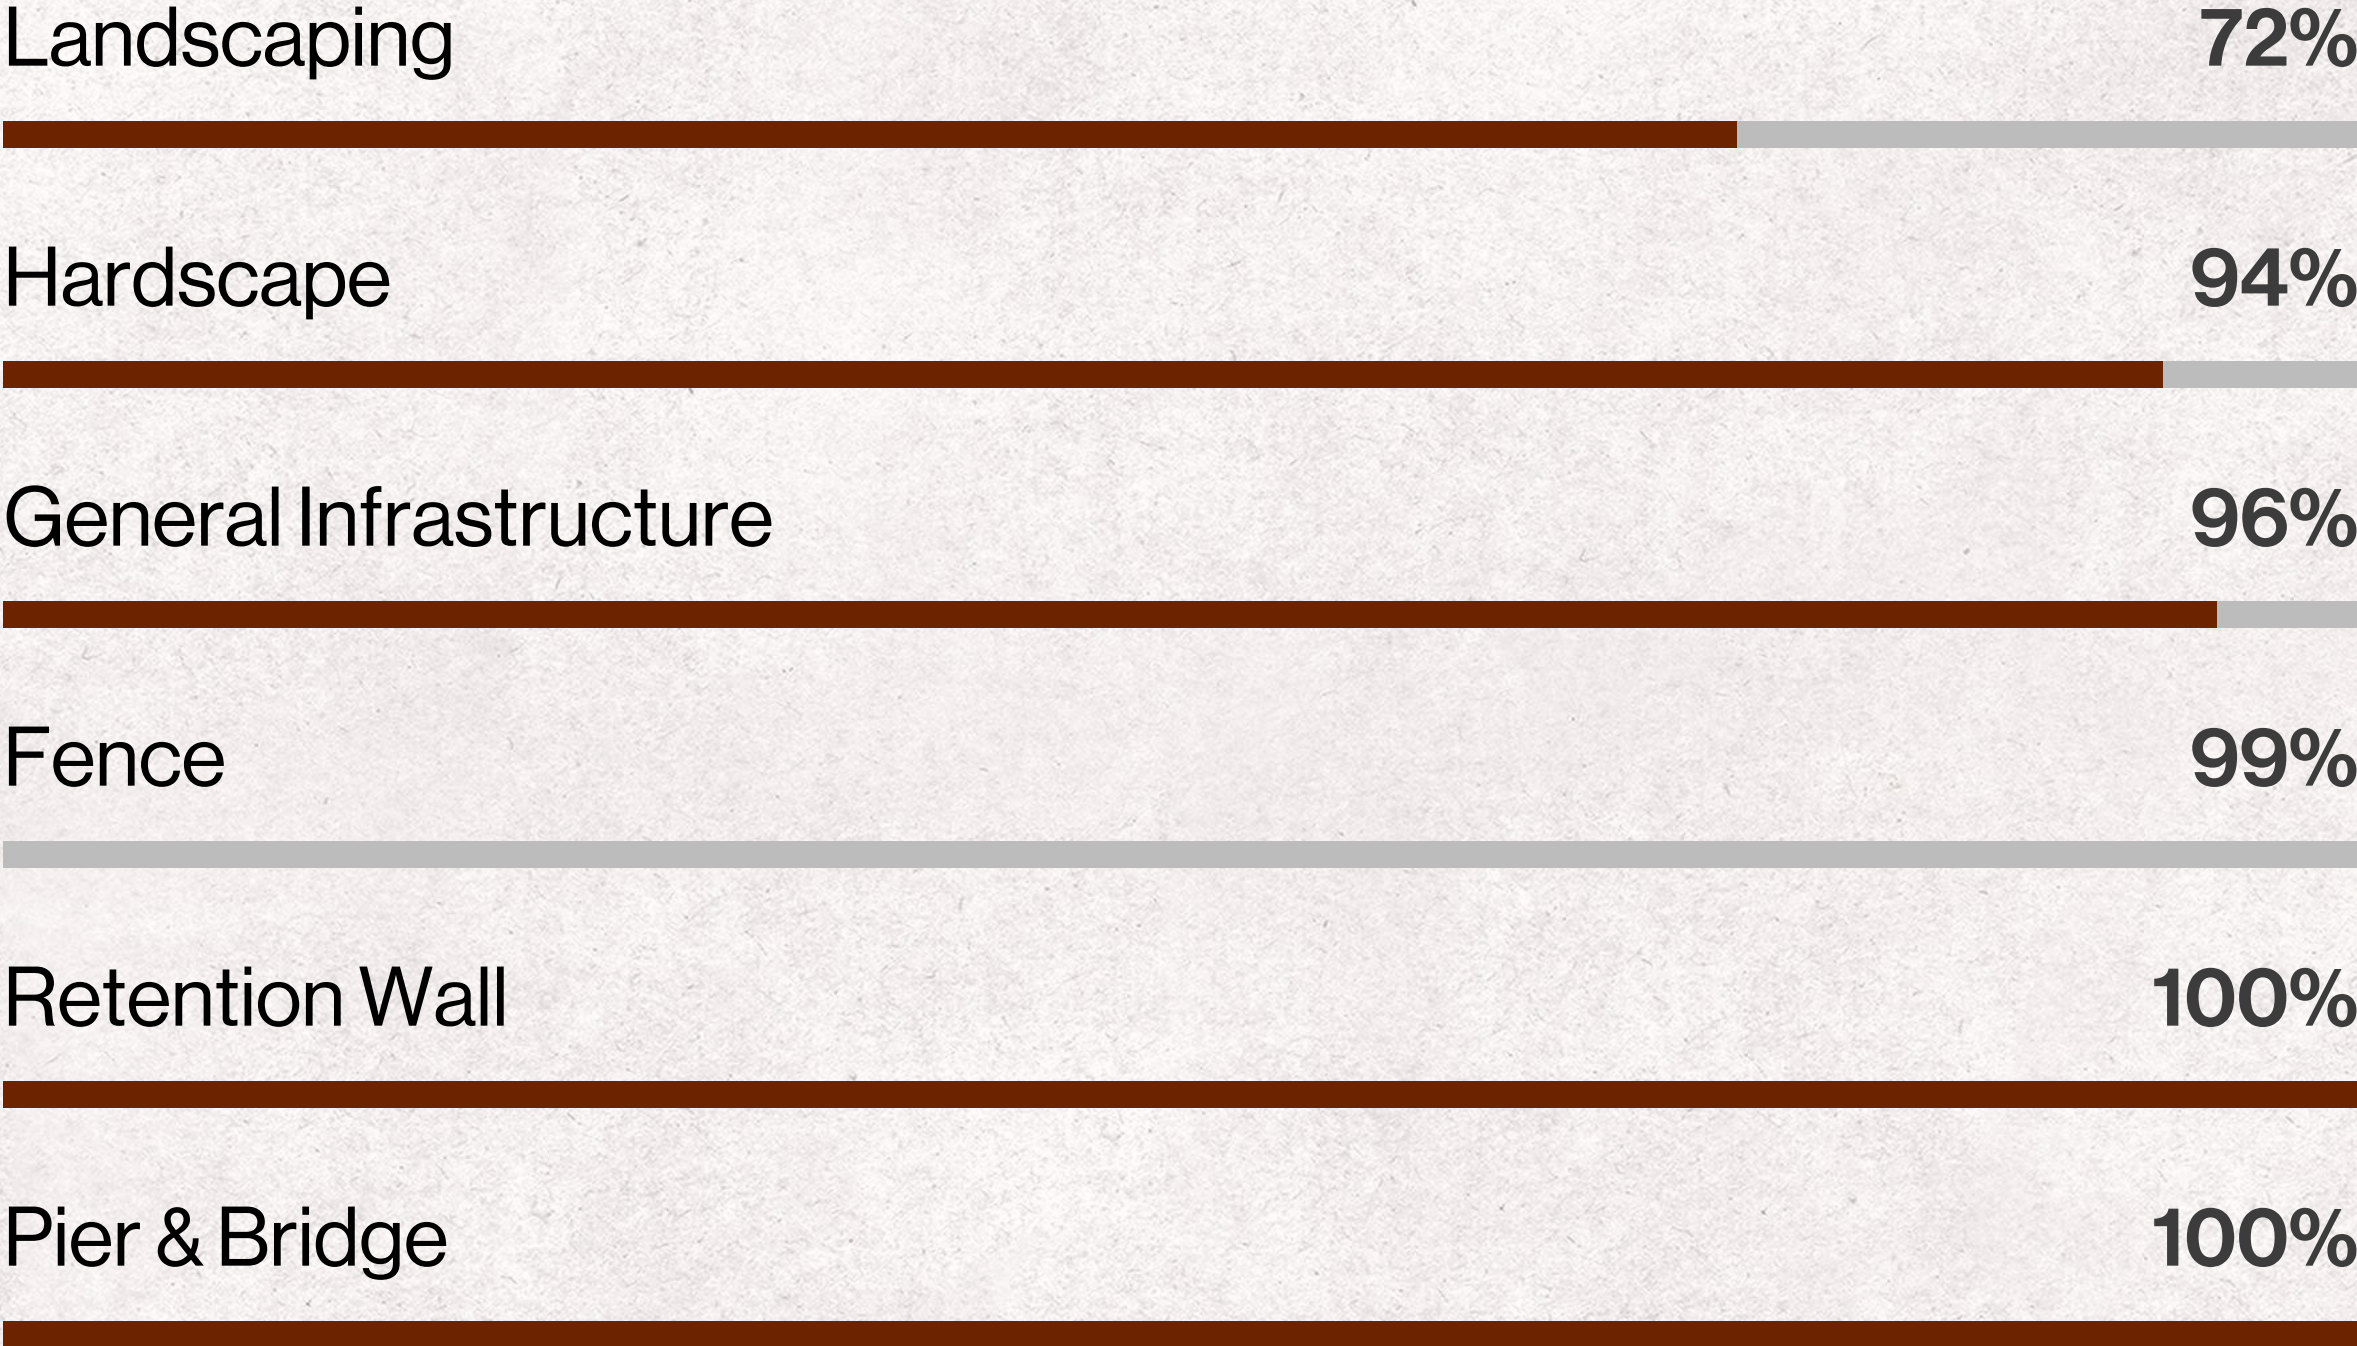 Landscaping 72%
Hardscape 94%
General Infrastructure 96%
Fence 99%
Retention Wall 100%
Pier & Bridge 100%